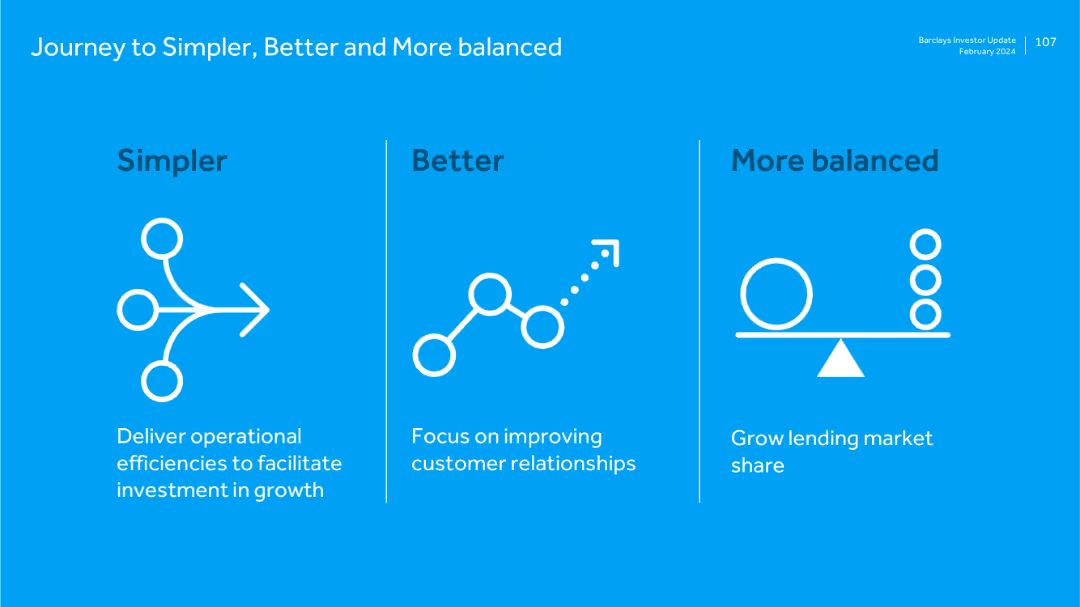 Journey to Simpler, Better and More balanced
Barclays Investor Update
February 2024
107
Simpler
Deliver operational
efficiencies to facilitate
investment in growth
Better
Focus on improving
customer relationships
More balanced
Grow lending market
share